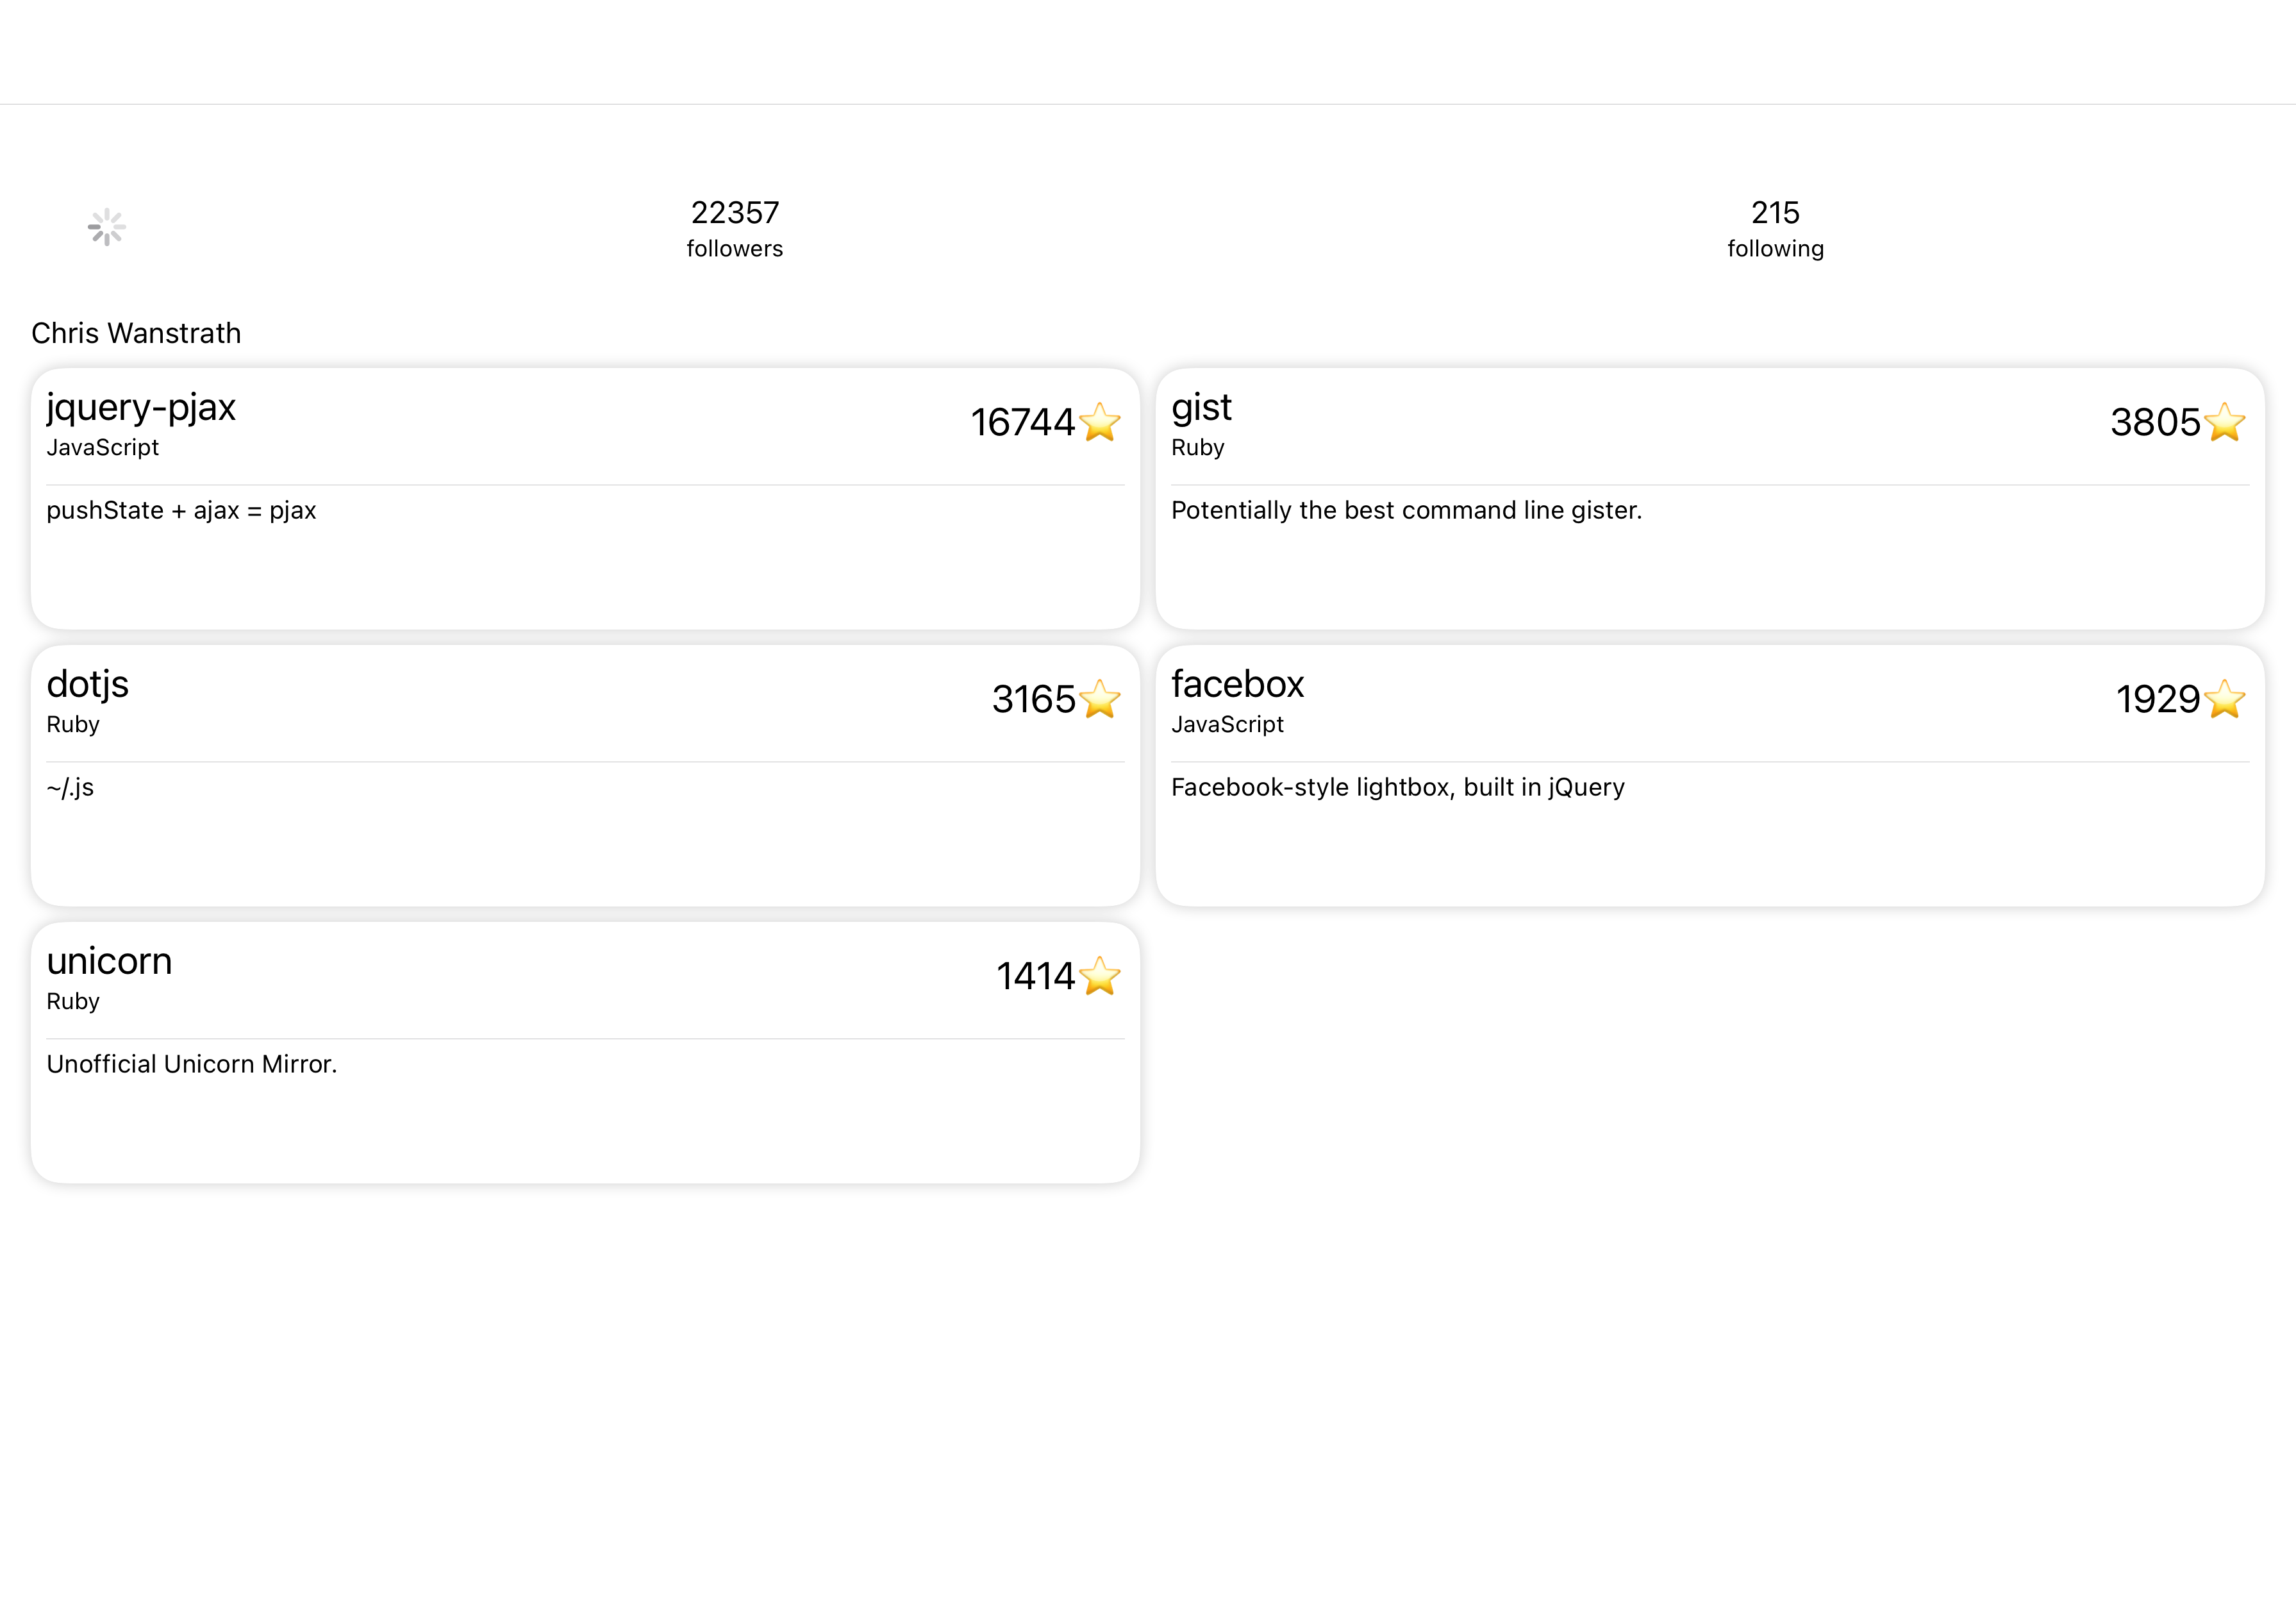 22357
followers
215
following
Chris Wanstrath
jquery-pjax
JavaScript
16744⭐
pushState + ajax = pjax
gist
Ruby
3805⭐
Potentially the best command line gister.
dotjs
Ruby
3165⭐
~/.js
facebox
JavaScript
1929⭐
Facebook-style lightbox, built in jQuery
unicorn
Ruby
1414⭐
Unofficial Unicorn Mirror.